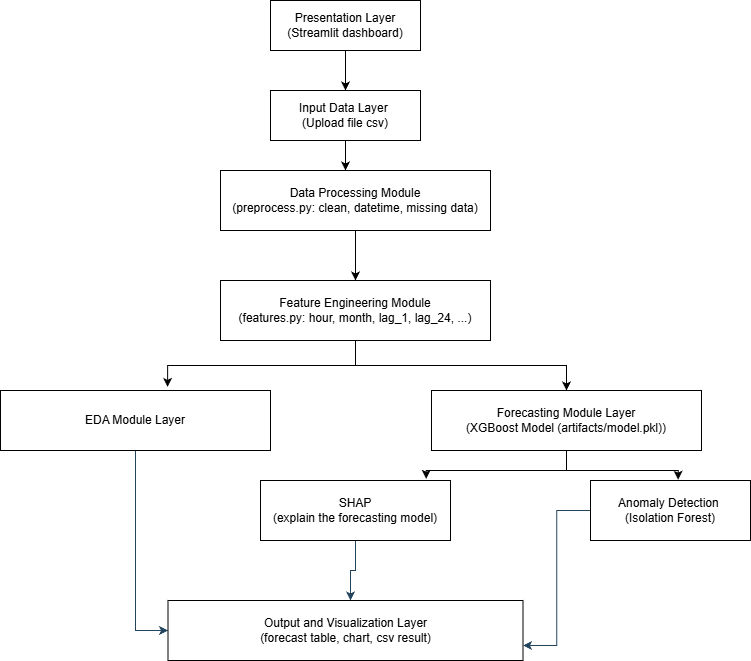 Presentation Layer
(Streamlit dashboard)
Input Data Layer
(Upload file csv)
Data Processing Module
(preprocess.py: clean, datetime, missing data)
Feature Engineering Module
(features.py: hour, month, lag_1, lag_24, ...)
EDA Module Layer
Forecasting Module Layer
(XGBoost Model (artifacts/model.pkl))
SHAP
(explain the forecasting model)
Anomaly Detection
(Isolation Forest)
Output and Visualization Layer
(forecast table, chart, csv result)